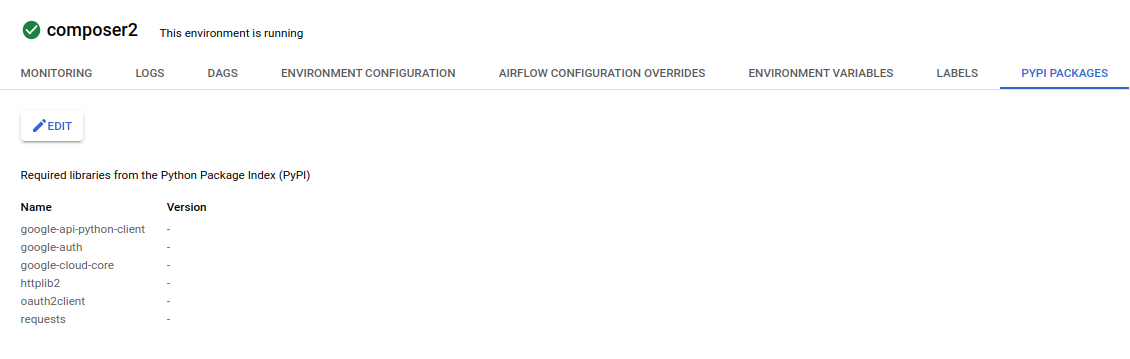 composer2 This environment is running
MONITORING LOGS DAGS ENVIRONMENT CONFIGURATION AIRFLOW CONFIGURATION OVERRIDES ENVIRONMENT VARIABLES LABELS PYPI PACKAGES
EDIT
Required libraries from the Python Package Index (PyPI)
Name Version
google-api-python-client -
google-auth -
google-cloud-core -
httplib2 -
oauth2client -
requests -